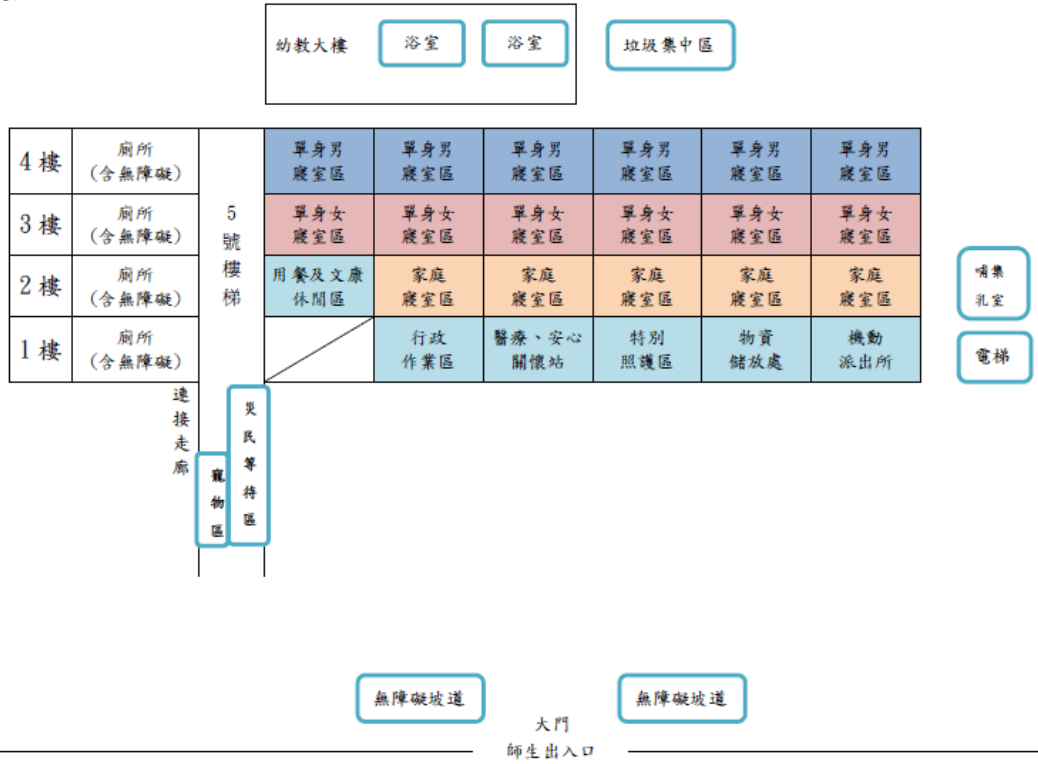 幼教大樓 浴室 浴室 垃圾集中區
4樓 廁所(含無障礙) 單身男寢室區 單身男寢室區 單身男寢室區 單身男寢室區 單身男寢室區 單身男寢室區
3樓 廁所(含無障礙) 單身女寢室區 單身女寢室區 單身女寢室區 單身女寢室區 單身女寢室區 單身女寢室區
5號樓梯
2樓 廁所(含無障礙) 用餐及文康休閒區 家庭寢室區 家庭寢室區 家庭寢室區 家庭寢室區 家庭寢室區
哺集乳室
1樓 廁所(含無障礙) 行政作業區 醫療、安心關懷站 特別照護區 物資儲放處 機動派出所
電梯
連接走廊
災民等待區
寵物區
無障礙坡道 無障礙坡道
大門
師生出入口